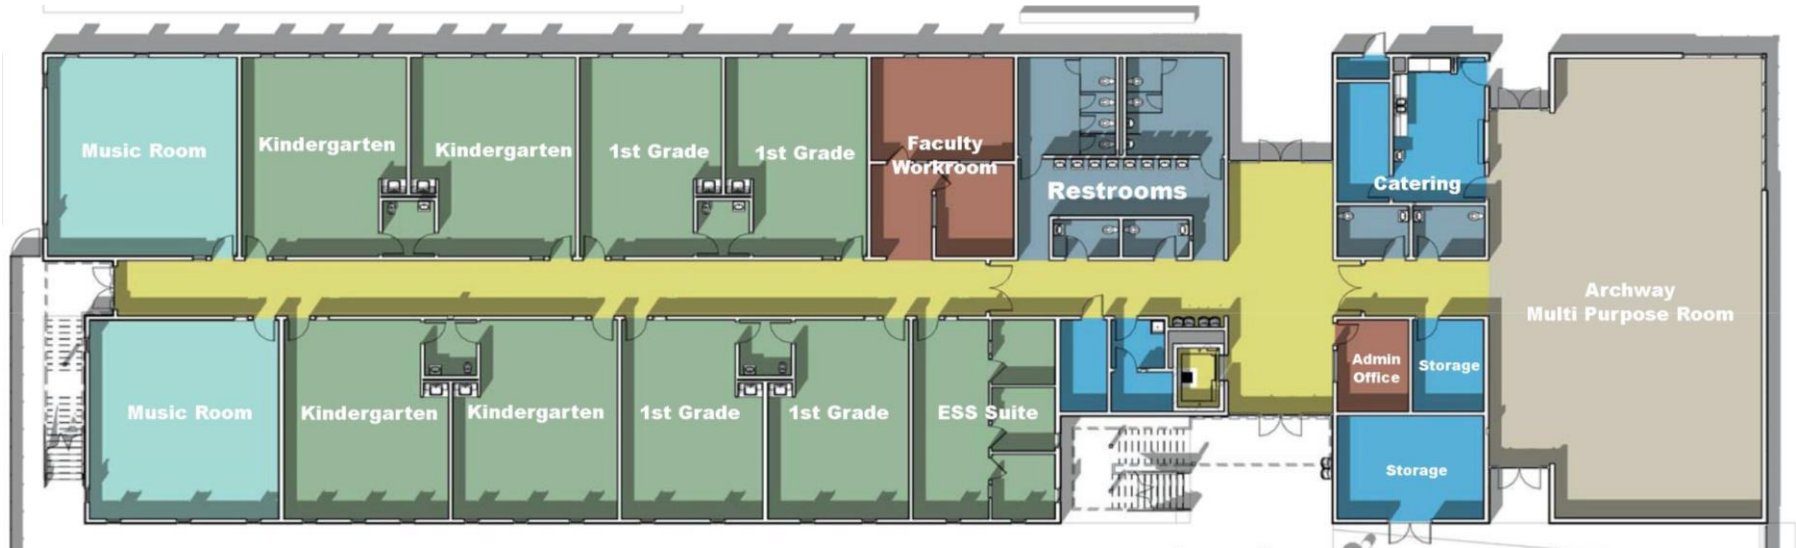 Music Room
Kindergarten
Kindergarten
1st Grade
1st Grade
Faculty
Workroom
Restrooms
Catering
Archway
Multi Purpose Room
Music Room
Kindergarten
Kindergarten
1st Grade
1st Grade
ESS Suite
Admin
Office
Storage
Storage